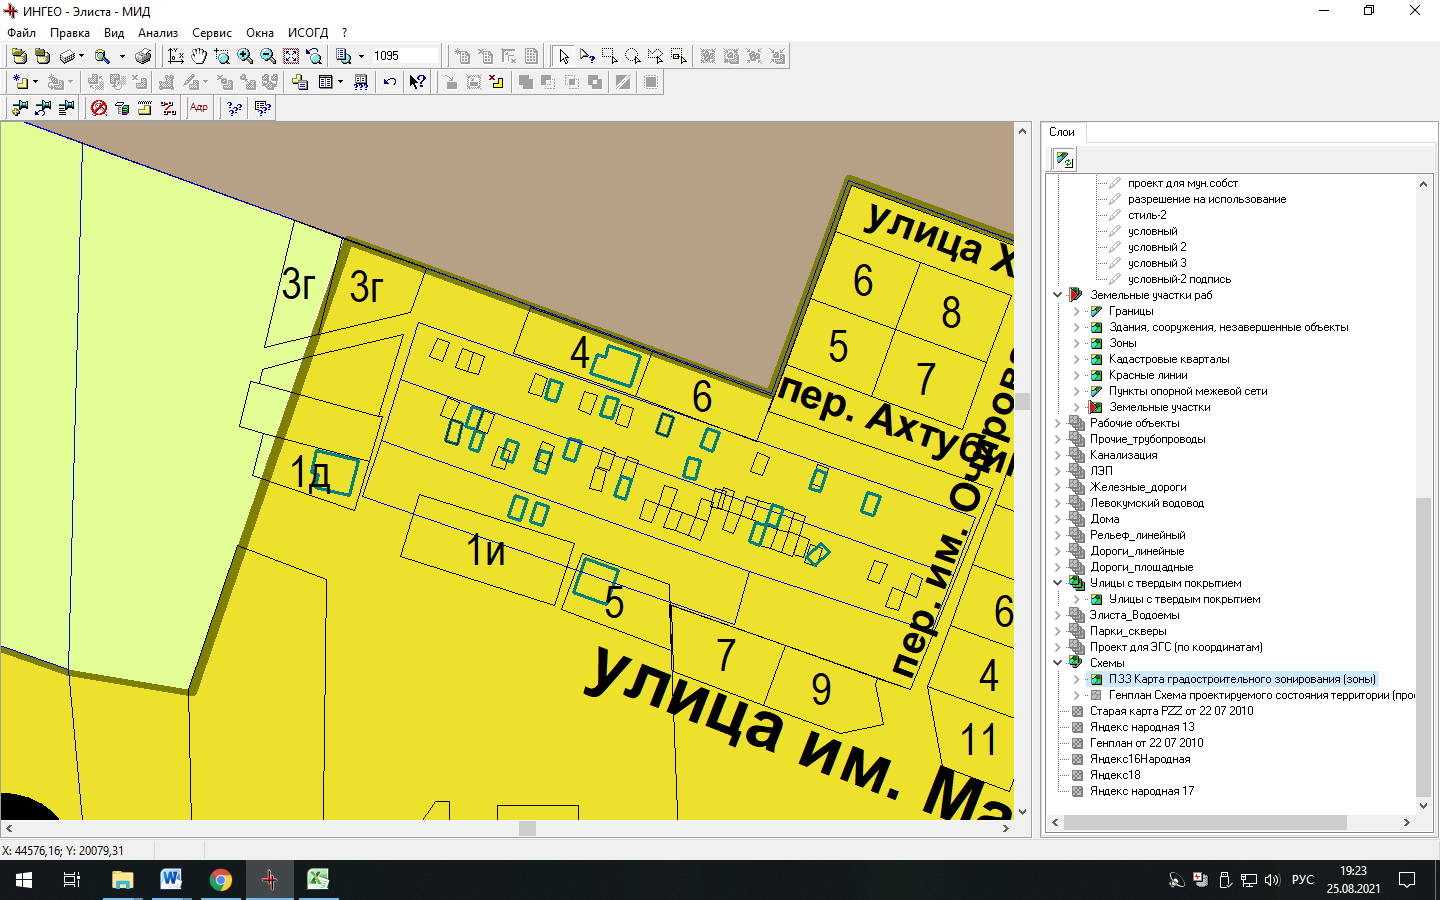 ИНГЕО - Элиста - МИД
Файл Правка Вид Анализ Сервис Окна ИСОГД ?
1095
Адр
Слои
проект для мун.собст
разрешение на использование
стиль-2
условный
условный 2
условный 3
условный-2 подпись
Земельные участки раб
Границы
Здания, сооружения, незавершенные объекты
Зоны
Кадастровые кварталы
Красные линии
Пункты опорной межевой сети
Земельные участки
Рабочие объекты
Прочие_трубопроводы
Канализация
ЛЭП
Железные_дороги
Левокумский водовод
Дома
Рельеф_линейный
Дороги_линейные
Дороги_площадные
Улицы с твердым покрытием
Улицы с твердым покрытием
Элиста_Водоемы
Парки_скверы
Проект для ЭГС (по координатам)
Схемы
ПЗЗ Карта градостроительного зонирования (зоны)
Генплан Схема проектируемого состояния территории (про
Старая карта PZZ от 22 07 2010
Яндекс народная 13
Генплан от 22 07 2010
Яндекс16Народная
Яндекс18
Яндекс народная 17
улица Х
3г
3г
6
8
4
5
7
6
пер. Ахтуби
1д
пер. им. Очирово
1и
5
6
7
9
4
11
улица им. Ма
X: 44576,16; Y: 20079,31
РУС
19:23
25.08.2021